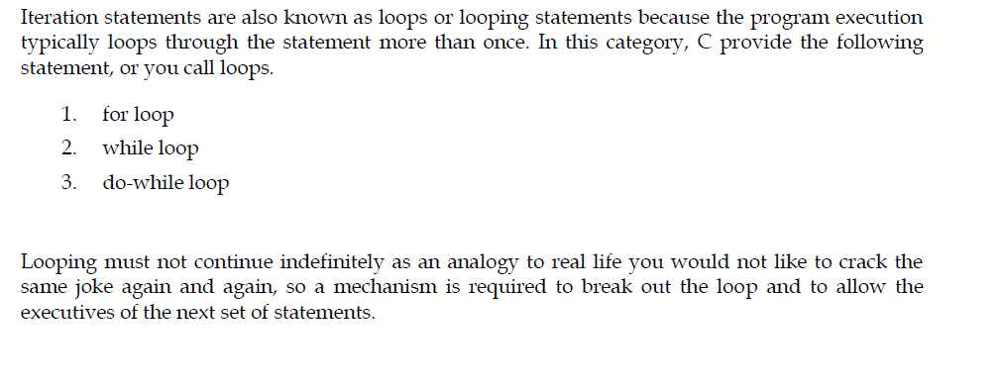 Iteration statements are also known as loops or looping statements because the program execution
typically loops through the statement more than once. In this category, C provide the following
statement, or you call loops.
1. for loop
2. while loop
3. do-while loop
Looping must not continue indefinitely as an analogy to real life you would not like to crack the
same joke again and again, so a mechanism is required to break out the loop and to allow the
executives of the next set of statements.